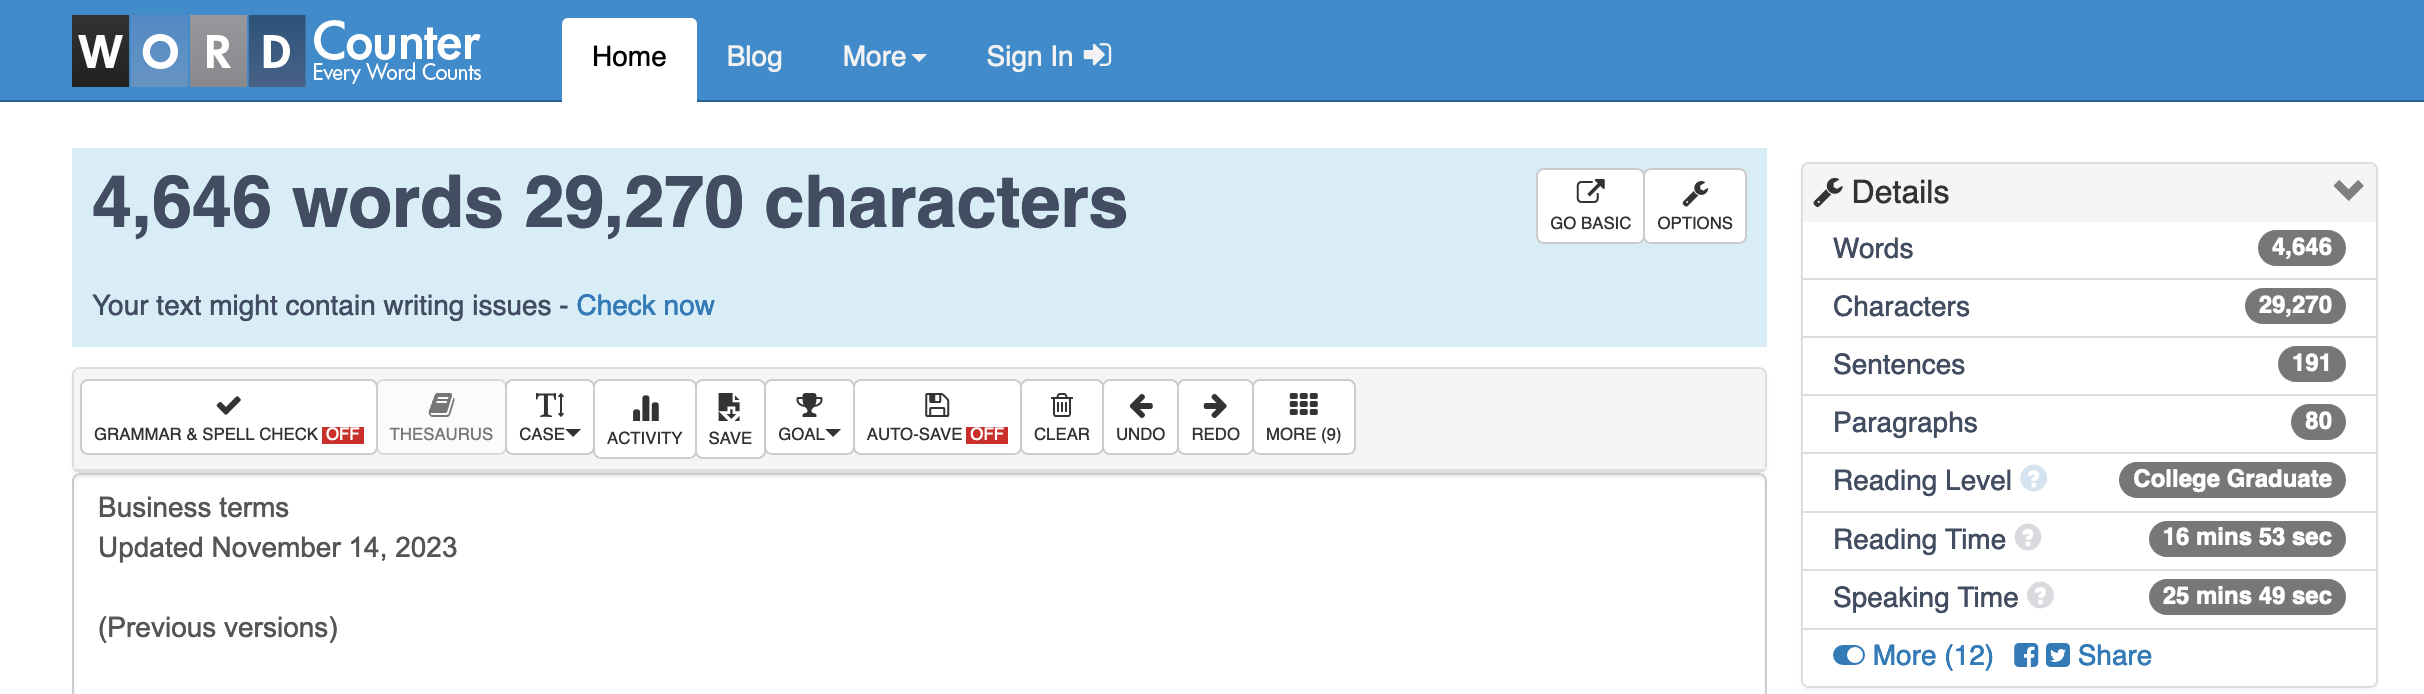 WORD Counter
Every Word Counts
Home
Blog
More
Sign In
4,646 words 29,270 characters
GO BASIC
OPTIONS
Your text might contain writing issues - Check now
GRAMMAR & SPELL CHECK OFF
THESAURUS
CASE
ACTIVITY
SAVE
GOAL
AUTO-SAVE OFF
CLEAR
UNDO
REDO
MORE (9)
Business terms
Updated November 14, 2023
(Previous versions)
Details
Words 4,646
Characters 29,270
Sentences 191
Paragraphs 80
Reading Level ? College Graduate
Reading Time ? 16 mins 53 sec
Speaking Time ? 25 mins 49 sec
More (12) Share